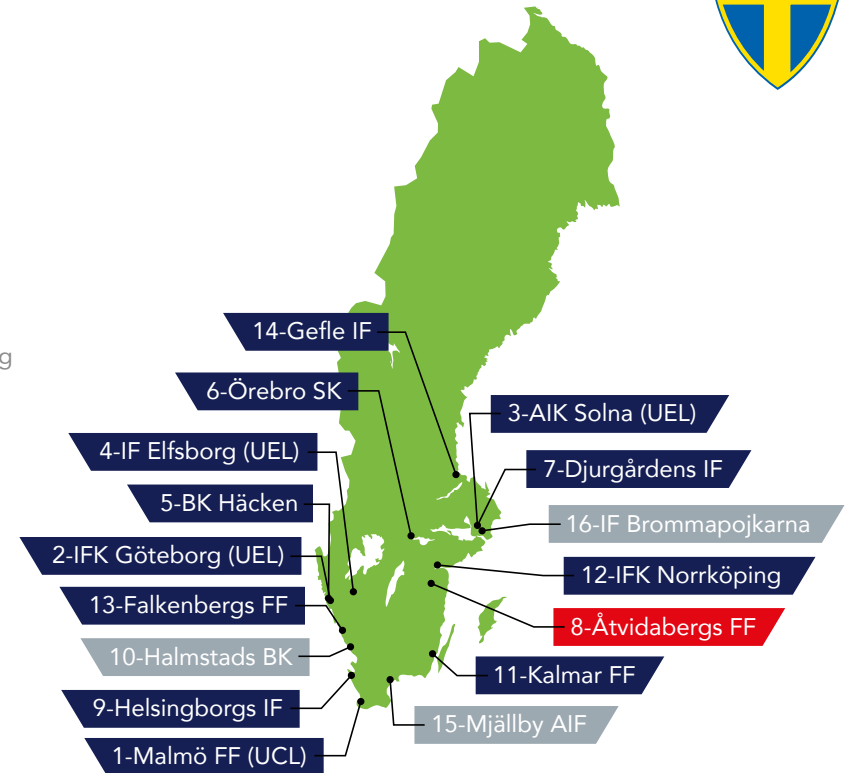 14-Gefle IF
g
6-Örebro SK
3-AIK Solna (UEL)
4-IF Elfsborg (UEL)
7-Djurgårdens IF
5-BK Häcken
16-IF Brommapojkarna
2-IFK Göteborg (UEL)
12-IFK Norrköping
13-Falkenbergs FF
8-Åtvidabergs FF
10-Halmstads BK
11-Kalmar FF
9-Helsingborgs IF
15-Mjällby AIF
1-Malmö FF (UCL)